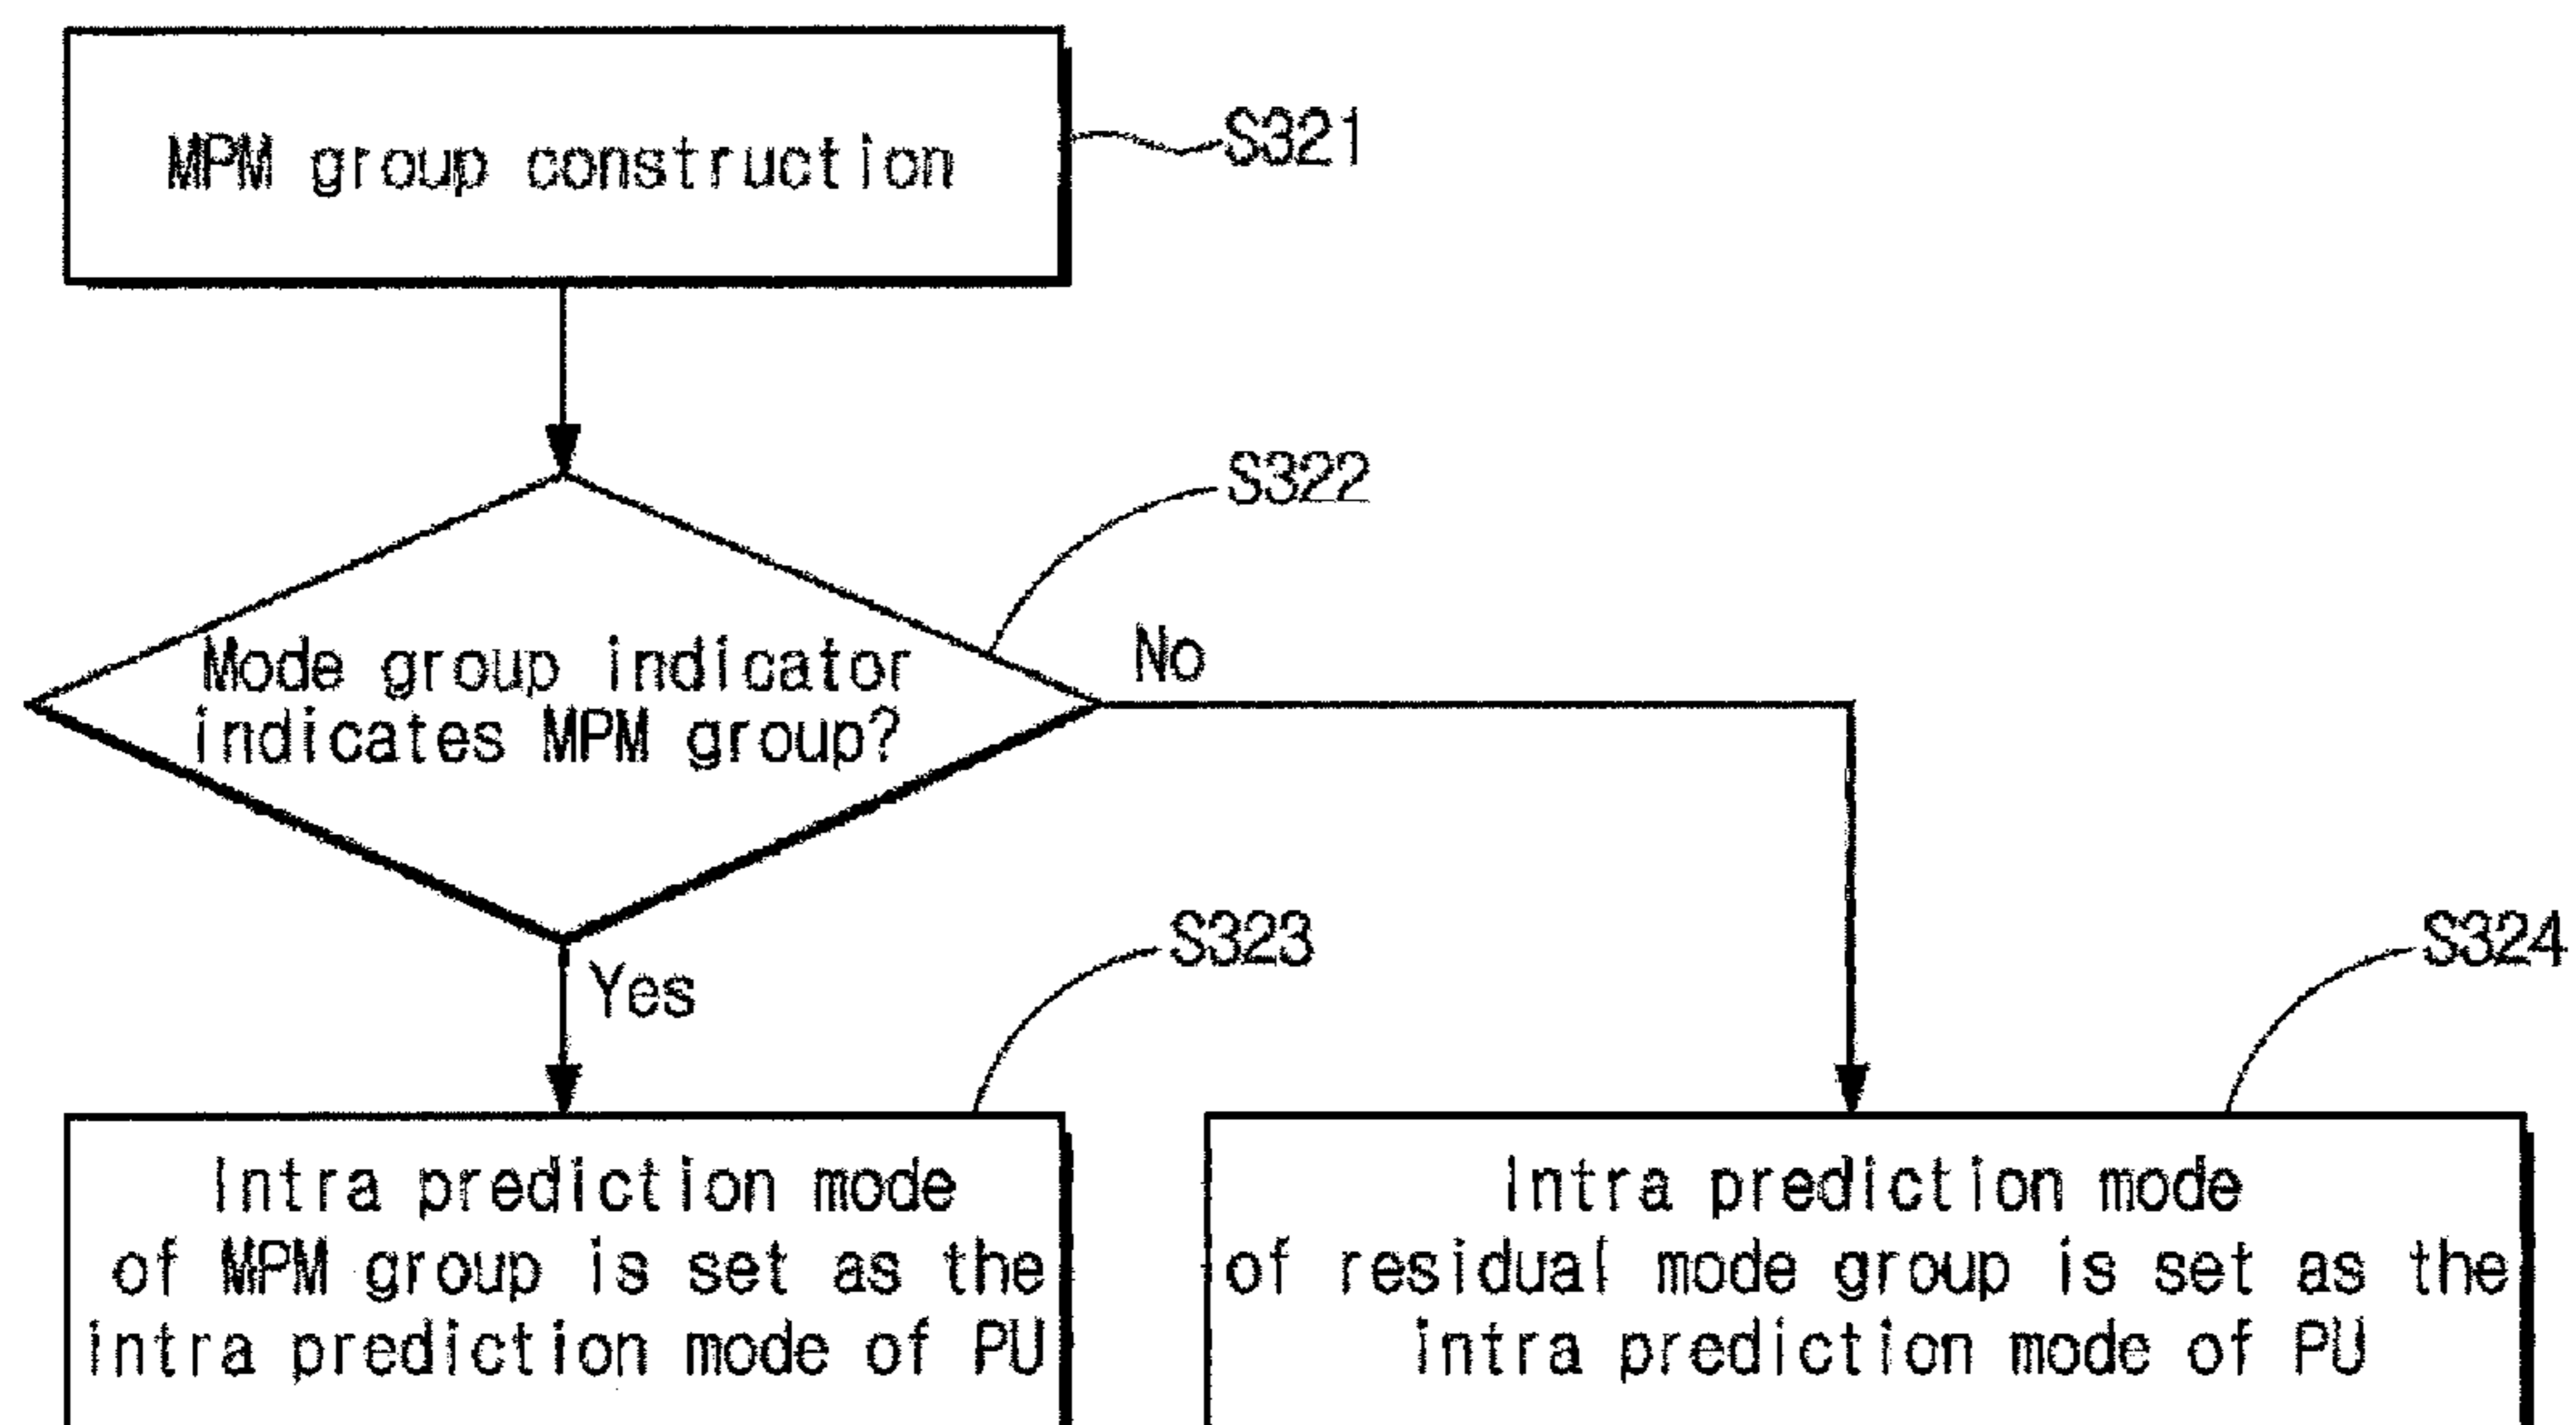 MPM group construction
S321
S322
Mode group indicator
indicates MPM group?
No
Yes
S323
S324
Intra prediction mode
of MPM group is set as the
intra prediction mode of PU
Intra prediction mode
of residual mode group is set as the
intra prediction mode of PU